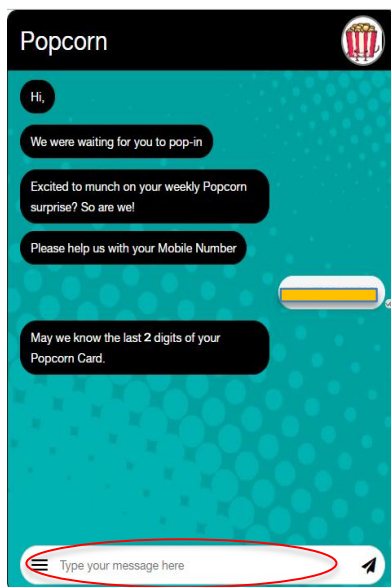 Popcorn
Hi,
We were waiting for you to pop-in
Excited to munch on your weekly Popcorn
surprise? So are we!
Please help us with your Mobile Number
May we know the last 2 digits of your
Popcorn Card.
Type your message here